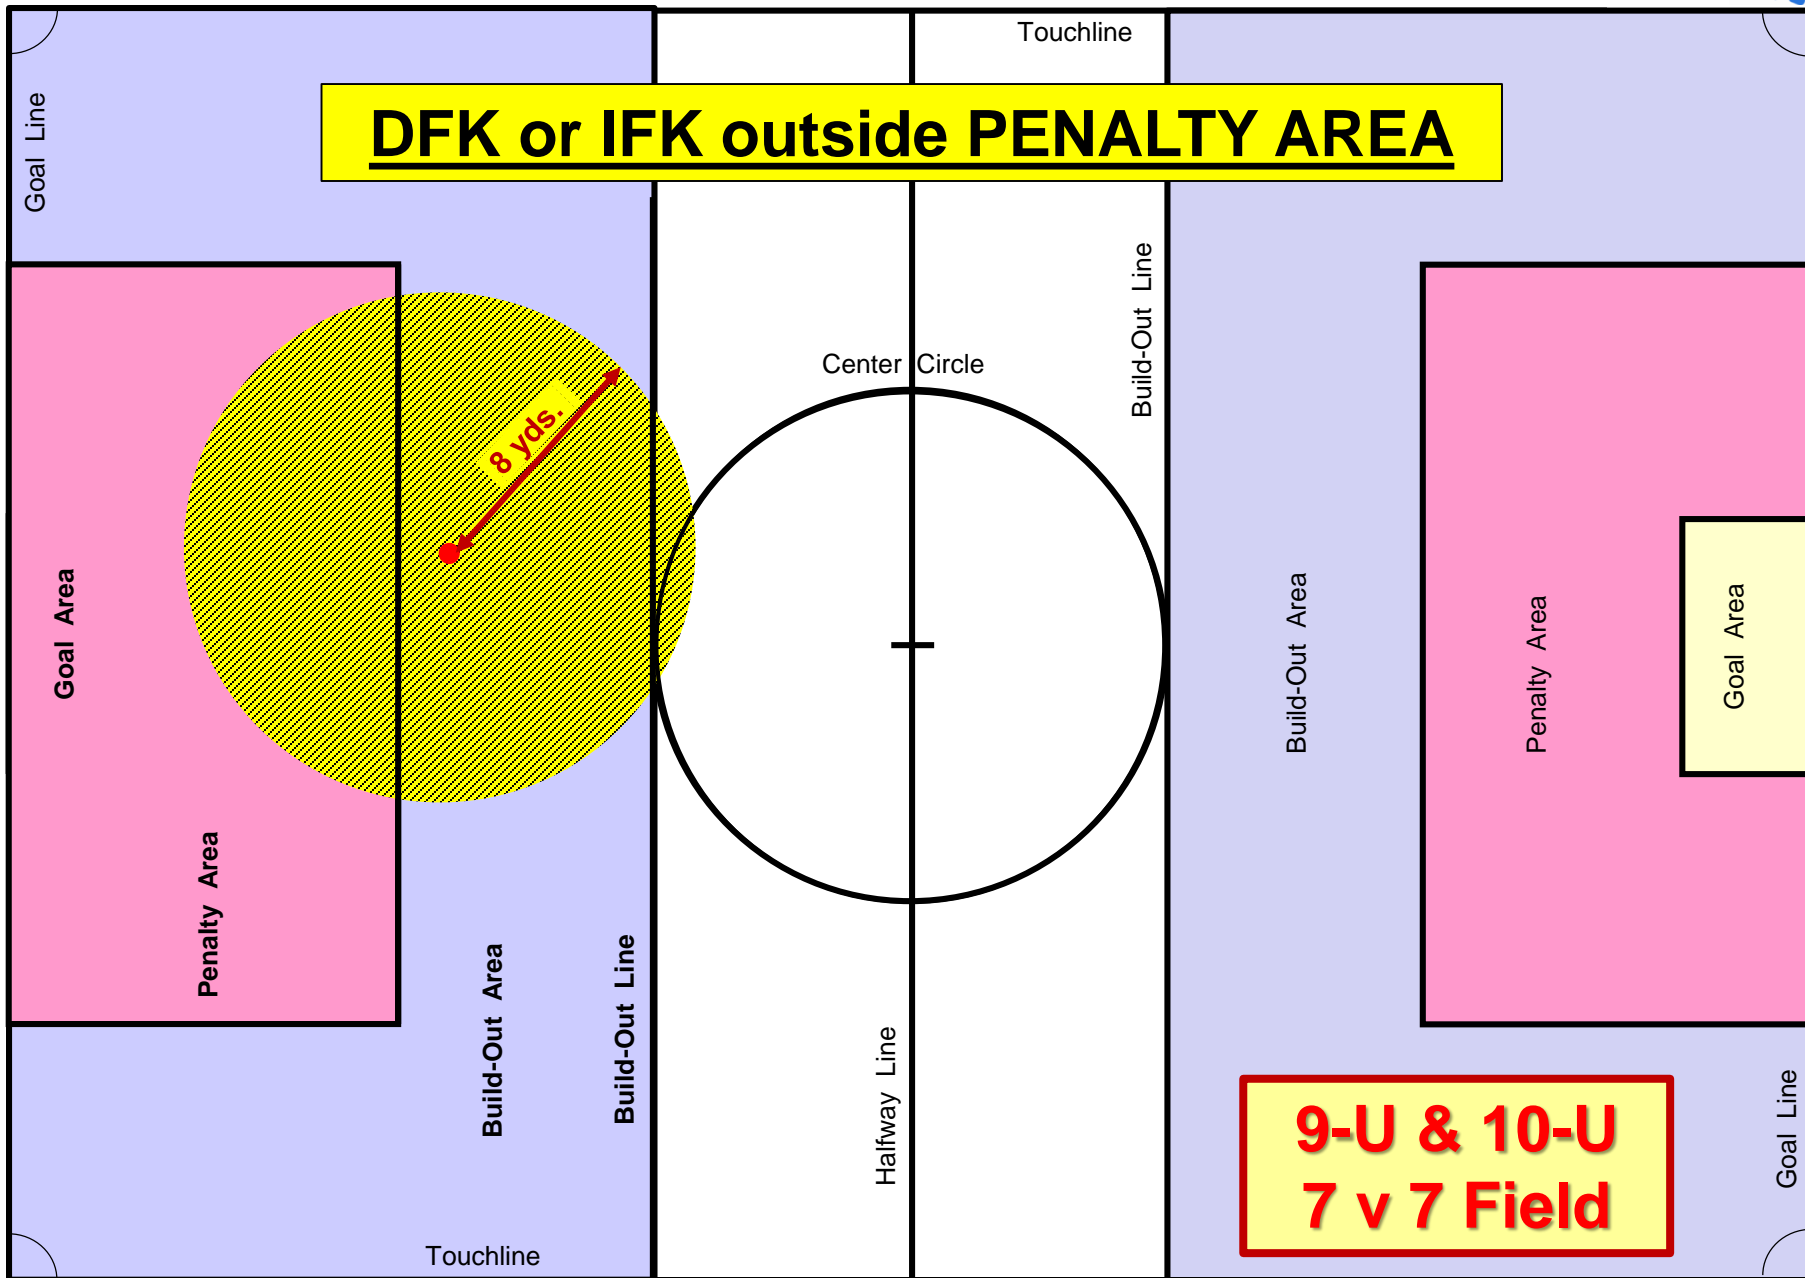 Touchline
Goal Line
DFK or IFK outside PENALTY AREA
Build-Out Line
Center Circle
8 yds.
Goal Area
Build-Out Area
Penalty Area
Goal Area
Penalty Area
Build-Out Area
Build-Out Line
Halfway Line
9-U & 10-U
7 v 7 Field
Goal Line
Touchline